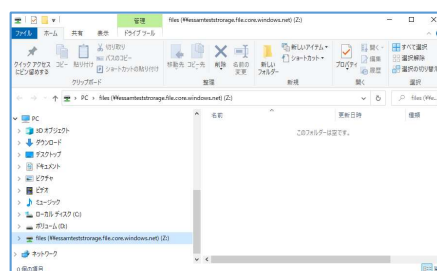 管理
files (¥¥essamteststrorage.file.core.windows.net) (Z:)
ファイル ホーム 共有 表示 ドライブ ツール
クイック アクセスにピン留めする
コピー
貼り付け
切り取り
パスのコピー
ショートカットの貼り付け
クリップボード
移動先 コピー先 削除 名前の変更
整理
新しいフォルダー
新しいアイテム
ショートカット
新規
プロパティ
開く
編集
履歴
開く
すべて選択
選択解除
選択の切り替え
選択
PC › files (¥¥essamteststrorage.file.core.windows.net) (Z:)
files (¥¥e...
名前 更新日時 種類
このフォルダーは空です。
PC
3D オブジェクト
ダウンロード
デスクトップ
ドキュメント
ピクチャ
ビデオ
ミュージック
ローカル ディスク (C:)
ボリューム (D:)
files (¥¥essamteststrorage.file.core.windows.net) (Z:)
ネットワーク
0 個の項目